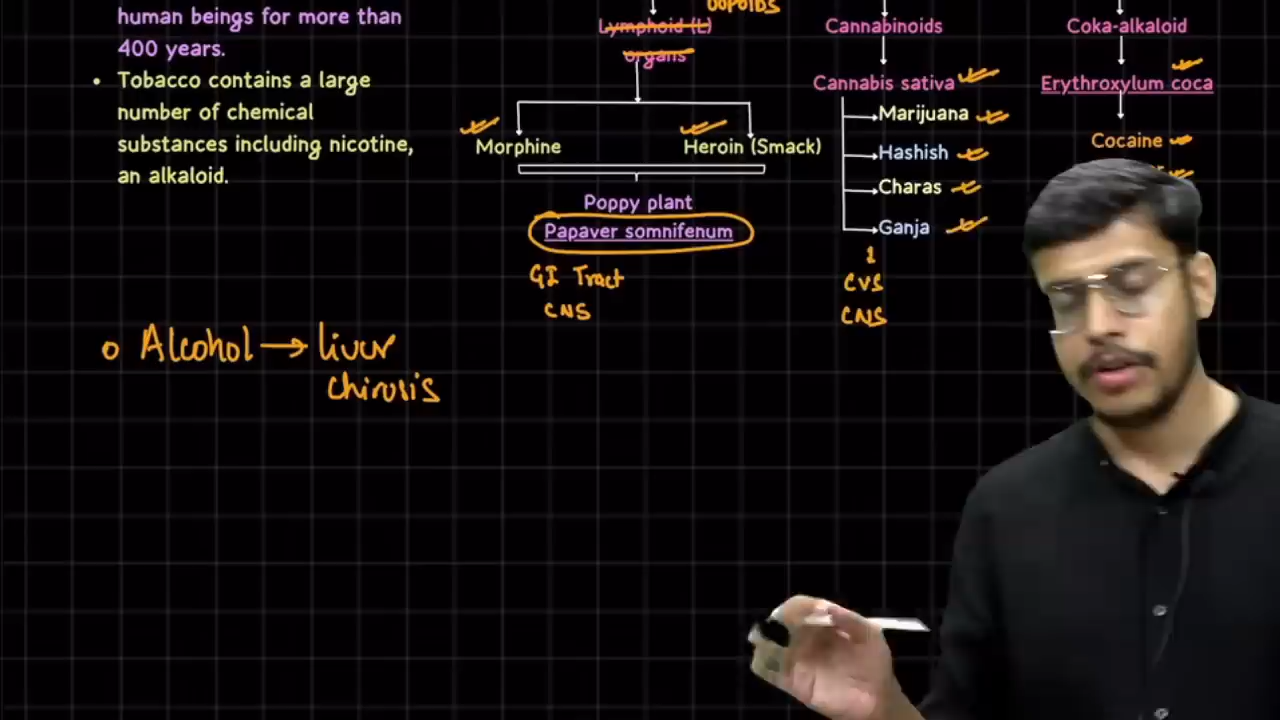 human beings for more than
400 years.
• Tobacco contains a large
number of chemical
substances including nicotine,
an alkaloid.
Lymphoid (L)
organs
Morphine
Heroin (Smack)
Poppy plant
Papaver somnifenum
GI Tract
CNS
Cannabinoids
Cannabis sativa
Marijuana
Hashish
Charas
Ganja
CVS
CNS
Coka-alkaloid
Erythroxylum coca
Cocaine
Alcohol → liver
chirosis